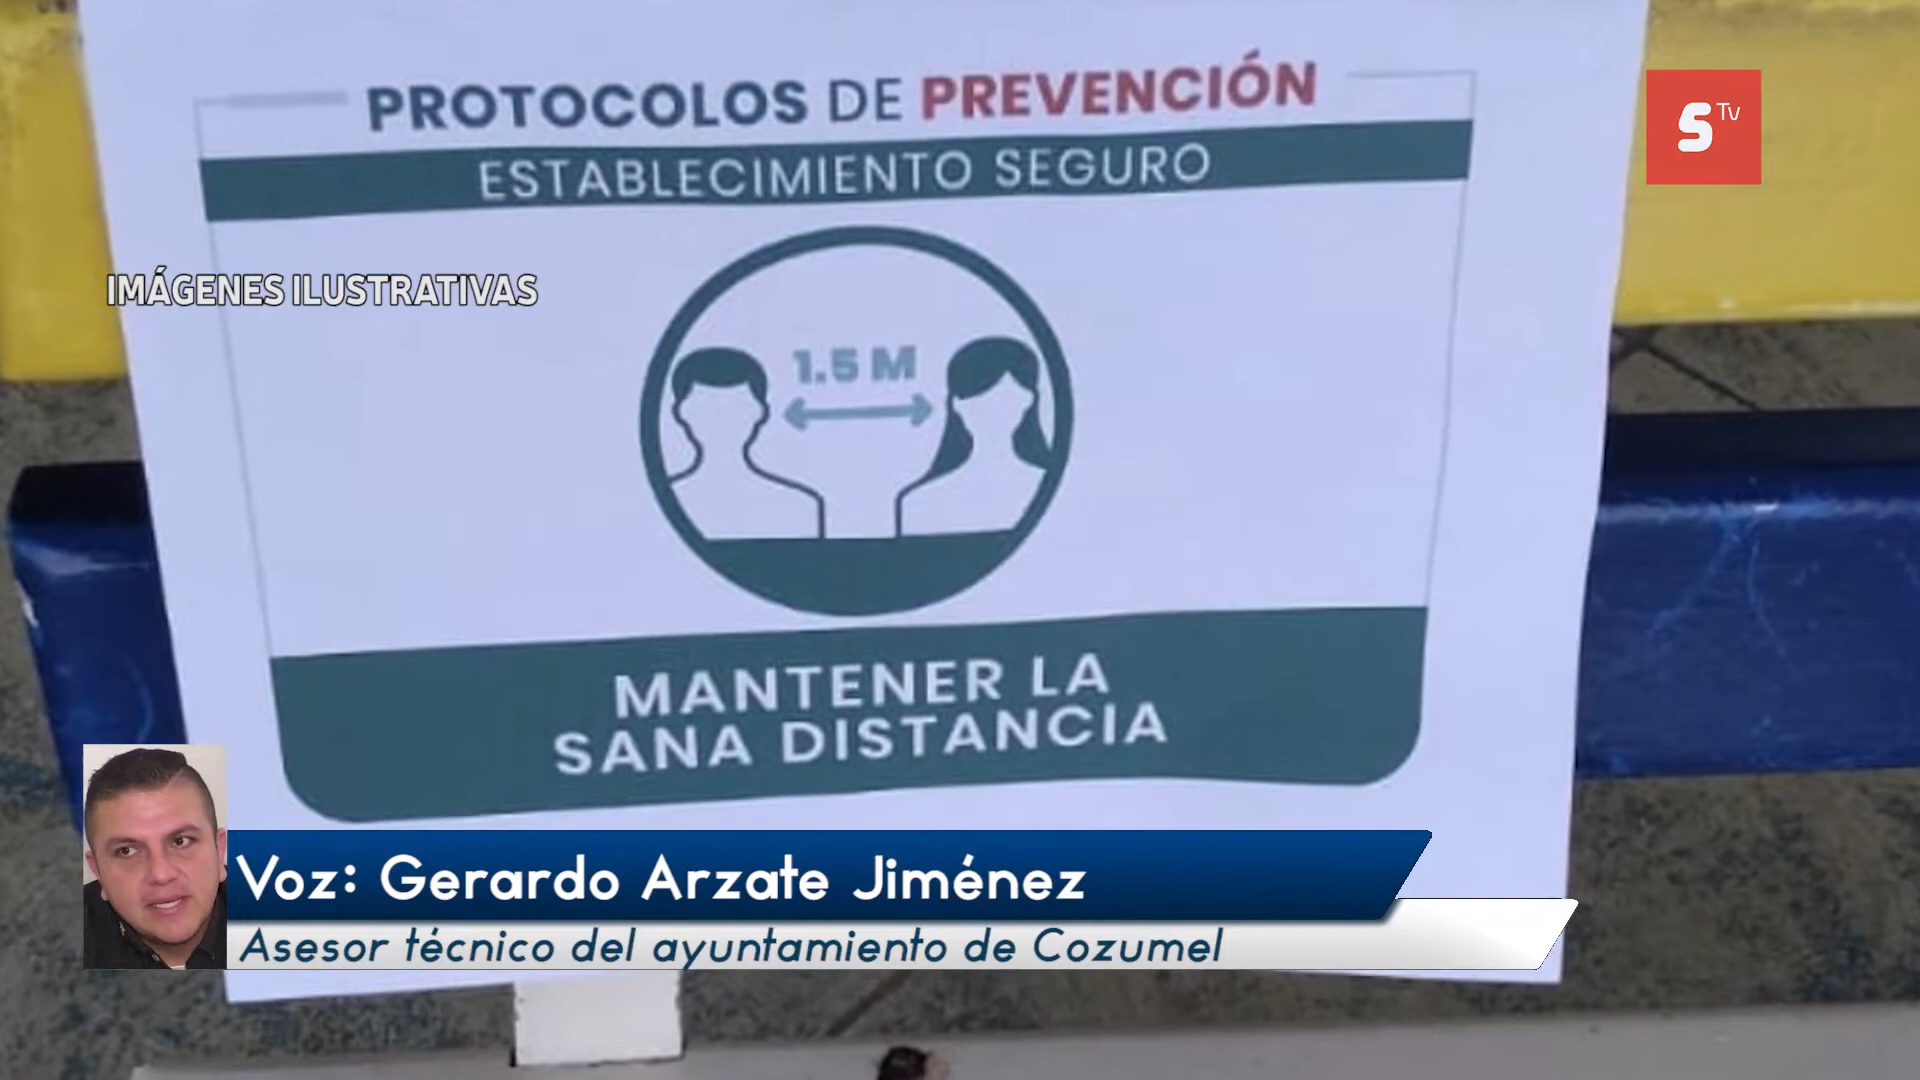 PROTOCOLOS DE PREVENCIÓN
ESTABLECIMIENTO SEGURO
S Tv
IMÁGENES ILUSTRATIVAS
1.5 M
MANTENER LA
SANA DISTANCIA
Voz: Gerardo Arzate Jiménez
Asesor técnico del ayuntamiento de Cozumel